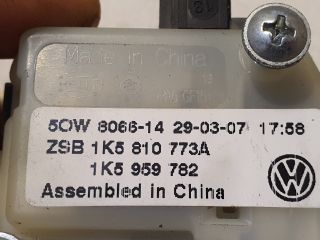 Made in China
5OW 8066-14 29-03-07 17:58
ZSB 1K5 810 773A
1K5 959 782
Assembled in China